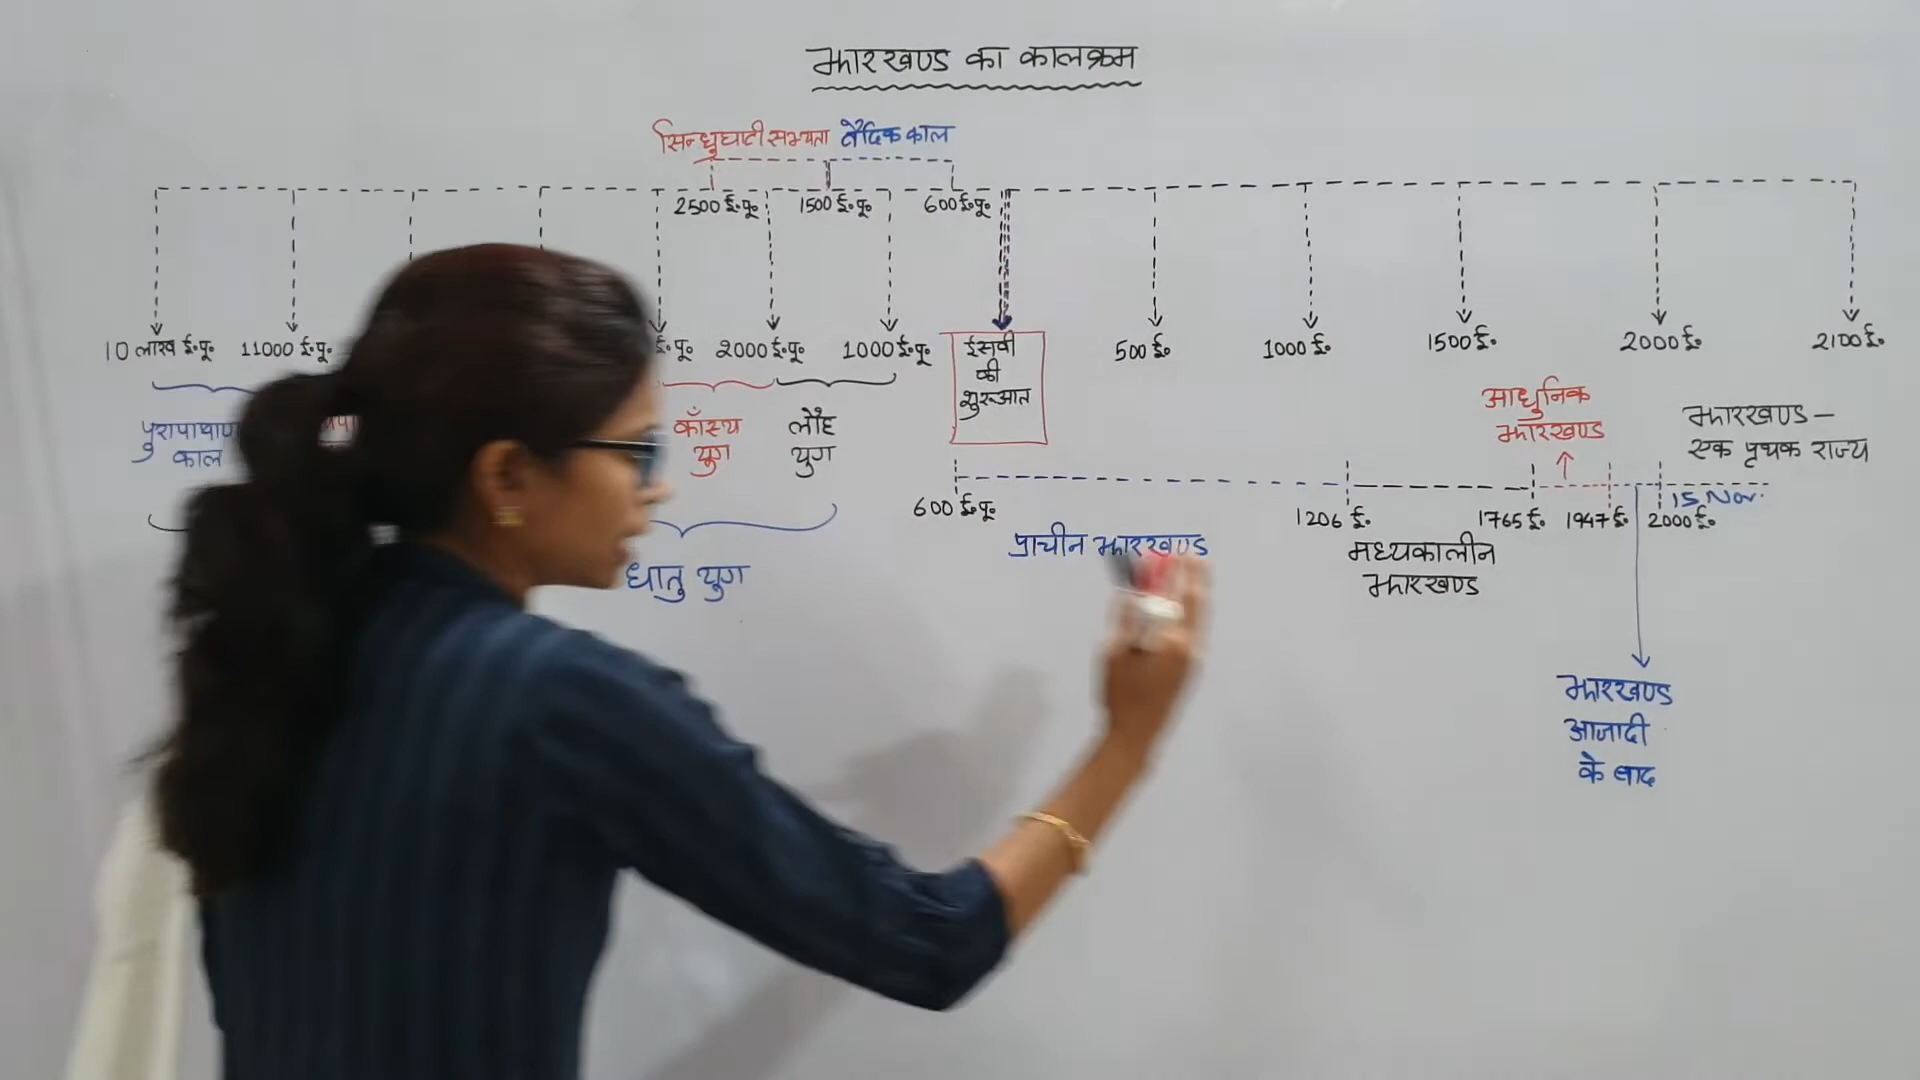 झारखण्ड का कालक्रम
सिन्धुघाटी सभ्यता वैदिक काल
2500 ई॰पू॰ 1500 ई॰पू॰ 600 ई॰पू॰
10 लाख ई॰पू॰ 11000 ई॰पू॰ ई॰पू॰ 2000 ई॰पू॰ 1000 ई॰पू॰ ईसवी 500 ई॰ 1000 ई॰ 1500 ई॰ 2000 ई॰ 2100 ई॰
की
शुरूआत
पुरापाषाण
काल
काँस्य
युग
लौह
युग
आधुनिक
झारखण्ड
झारखण्ड –
एक पृथक राज्य
15 Nov.
600 ई॰पू॰ 1206 ई॰ 1765 ई॰ 1947 ई॰ 2000 ई॰
प्राचीन झारखण्ड
मध्यकालीन
झारखण्ड
धातु युग
झारखण्ड
आजादी
के बाद